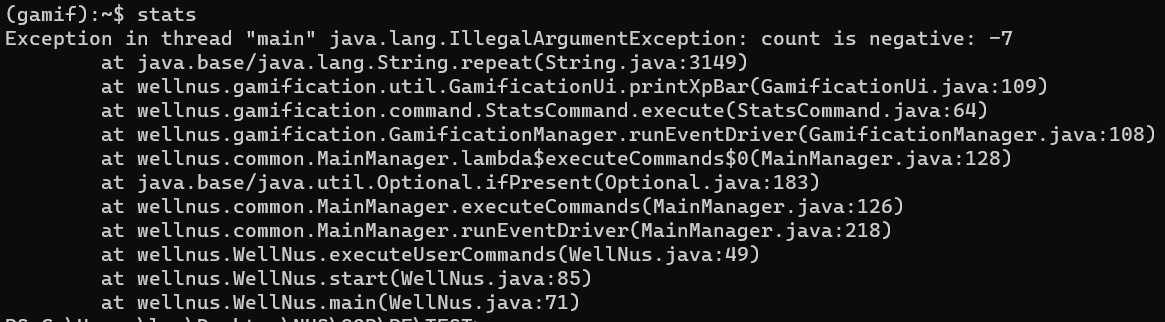 (gamif):~$ stats
Exception in thread "main" java.lang.IllegalArgumentException: count is negative: -7
        at java.base/java.lang.String.repeat(String.java:3149)
        at wellnus.gamification.util.GamificationUi.printXpBar(GamificationUi.java:109)
        at wellnus.gamification.command.StatsCommand.execute(StatsCommand.java:64)
        at wellnus.gamification.GamificationManager.runEventDriver(GamificationManager.java:108)
        at wellnus.common.MainManager.lambda$executeCommands$0(MainManager.java:128)
        at java.base/java.util.Optional.ifPresent(Optional.java:183)
        at wellnus.common.MainManager.executeCommands(MainManager.java:126)
        at wellnus.common.MainManager.runEventDriver(MainManager.java:218)
        at wellnus.WellNus.executeUserCommands(WellNus.java:49)
        at wellnus.WellNus.start(WellNus.java:85)
        at wellnus.WellNus.main(WellNus.java:71)